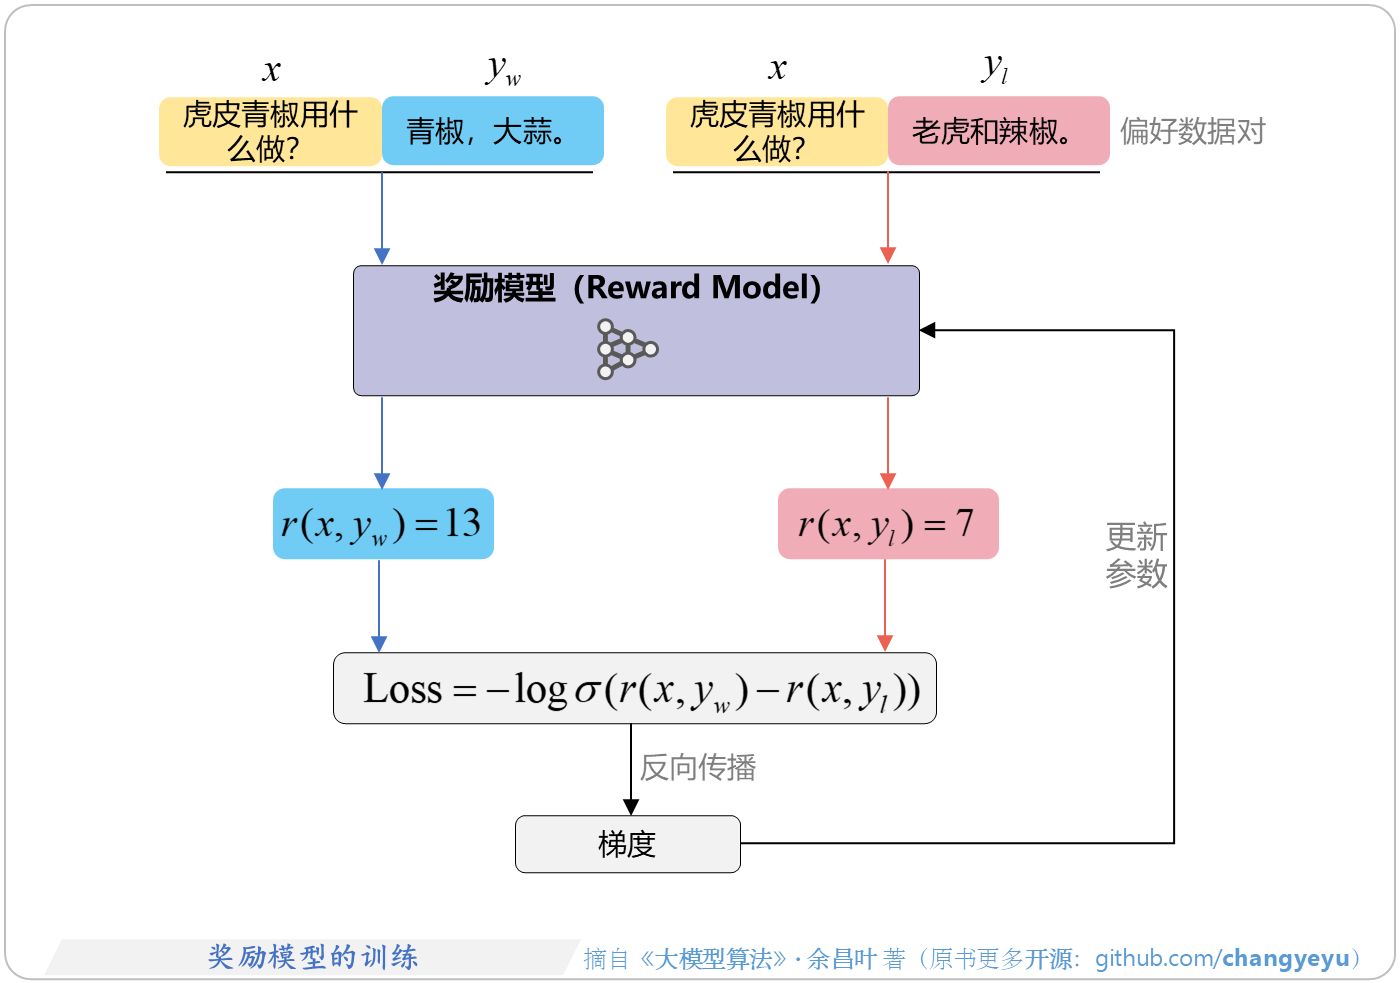 x
y_w
x
y_l
虎皮青椒用什
么做？
青椒，大蒜。
虎皮青椒用什
么做？
老虎和辣椒。
偏好数据对
奖励模型（Reward Model）
r(x, y_w) = 13
r(x, y_l) = 7
更新
参数
Loss = −log σ(r(x, y_w) − r(x, y_l))
反向传播
梯度
奖励模型的训练
摘自《大模型算法》· 余昌叶 著（原书更多开源：github.com/changyeyu）